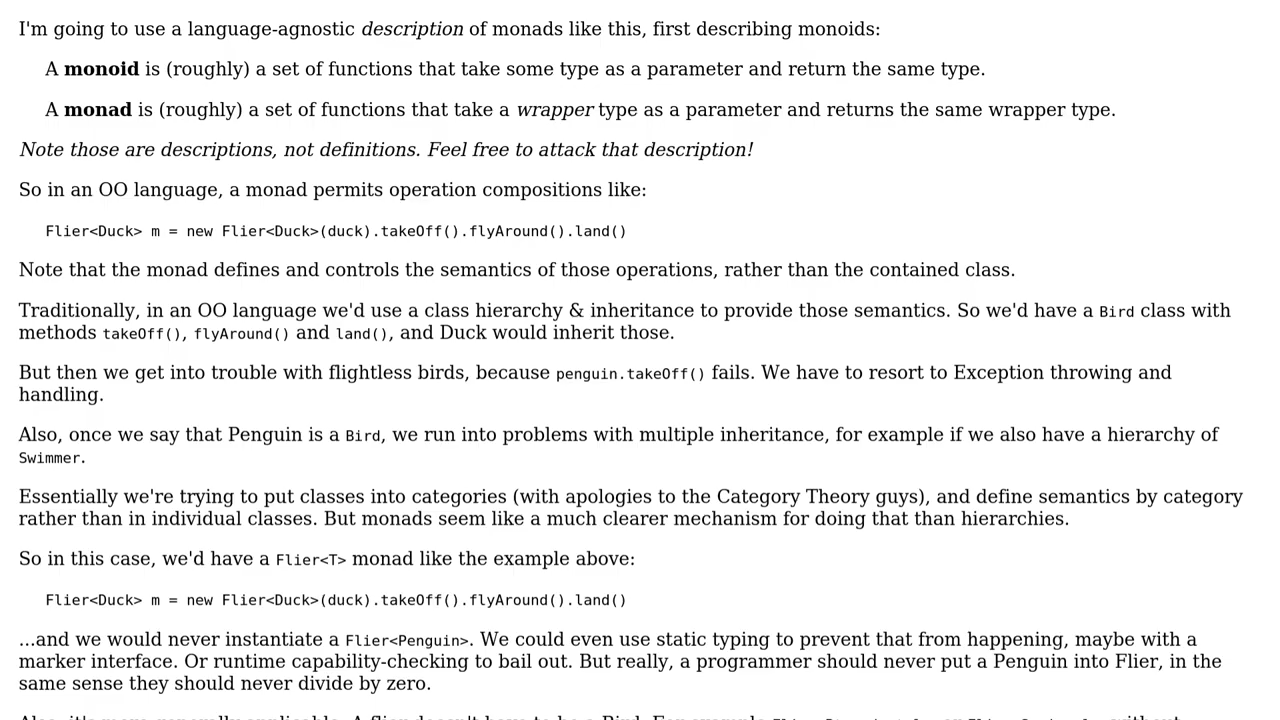 I'm going to use a language-agnostic description of monads like this, first describing monoids:
A monoid is (roughly) a set of functions that take some type as a parameter and return the same type.
A monad is (roughly) a set of functions that take a wrapper type as a parameter and returns the same wrapper type.
Note those are descriptions, not definitions. Feel free to attack that description!
So in an OO language, a monad permits operation compositions like:
Flier<Duck> m = new Flier<Duck>(duck).takeOff().flyAround().land()
Note that the monad defines and controls the semantics of those operations, rather than the contained class.
Traditionally, in an OO language we'd use a class hierarchy & inheritance to provide those semantics. So we'd have a Bird class with
methods takeOff(), flyAround() and land(), and Duck would inherit those.
But then we get into trouble with flightless birds, because penguin.takeOff() fails. We have to resort to Exception throwing and
handling.
Also, once we say that Penguin is a Bird, we run into problems with multiple inheritance, for example if we also have a hierarchy of
Swimmer.
Essentially we're trying to put classes into categories (with apologies to the Category Theory guys), and define semantics by category
rather than in individual classes. But monads seem like a much clearer mechanism for doing that than hierarchies.
So in this case, we'd have a Flier<T> monad like the example above:
Flier<Duck> m = new Flier<Duck>(duck).takeOff().flyAround().land()
...and we would never instantiate a Flier<Penguin>. We could even use static typing to prevent that from happening, maybe with a
marker interface. Or runtime capability-checking to bail out. But really, a programmer should never put a Penguin into Flier, in the
same sense they should never divide by zero.